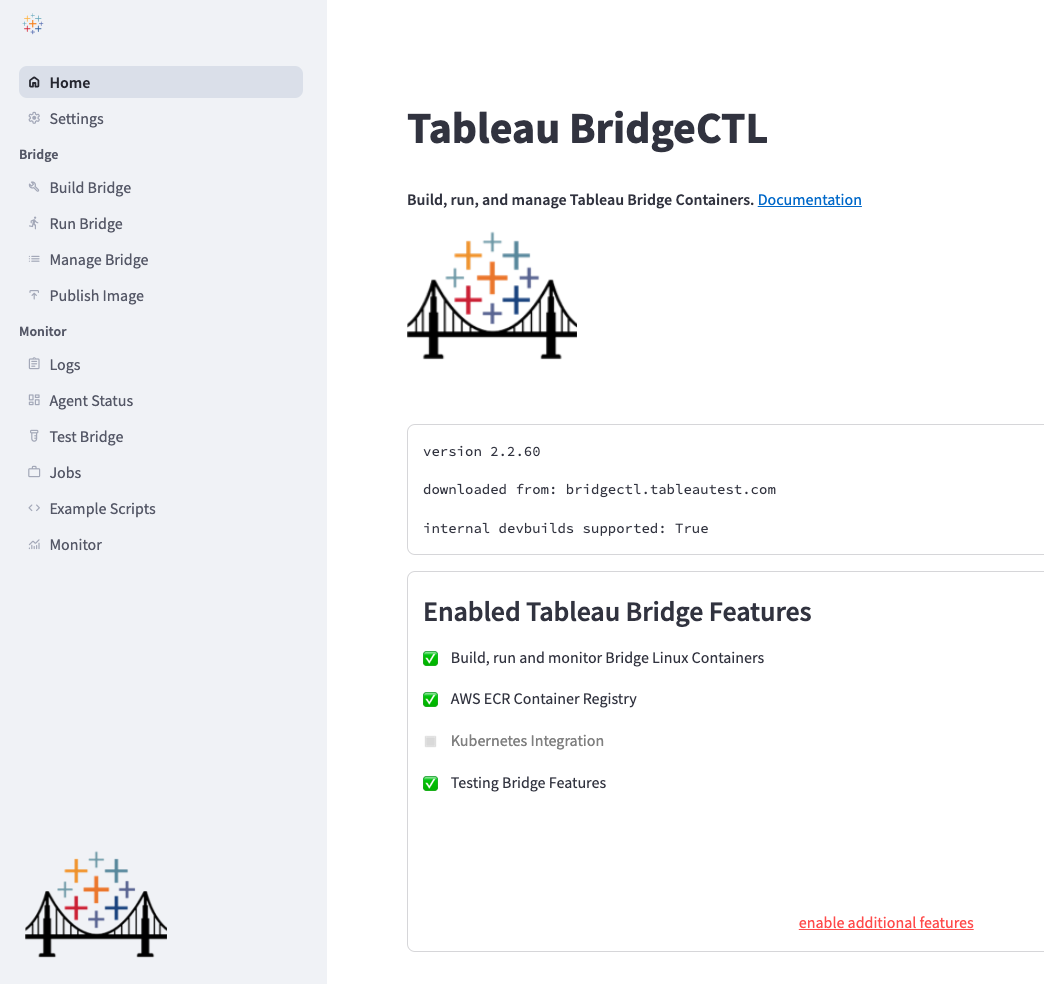 Home
Settings
Bridge
Build Bridge
Run Bridge
Manage Bridge
Publish Image
Monitor
Logs
Agent Status
Test Bridge
Jobs
Example Scripts
Monitor
Tableau BridgeCTL
Build, run, and manage Tableau Bridge Containers. Documentation
version 2.2.60
downloaded from: bridgectl.tableautest.com
internal devbuilds supported: True
Enabled Tableau Bridge Features
Build, run and monitor Bridge Linux Containers
AWS ECR Container Registry
Kubernetes Integration
Testing Bridge Features
enable additional features